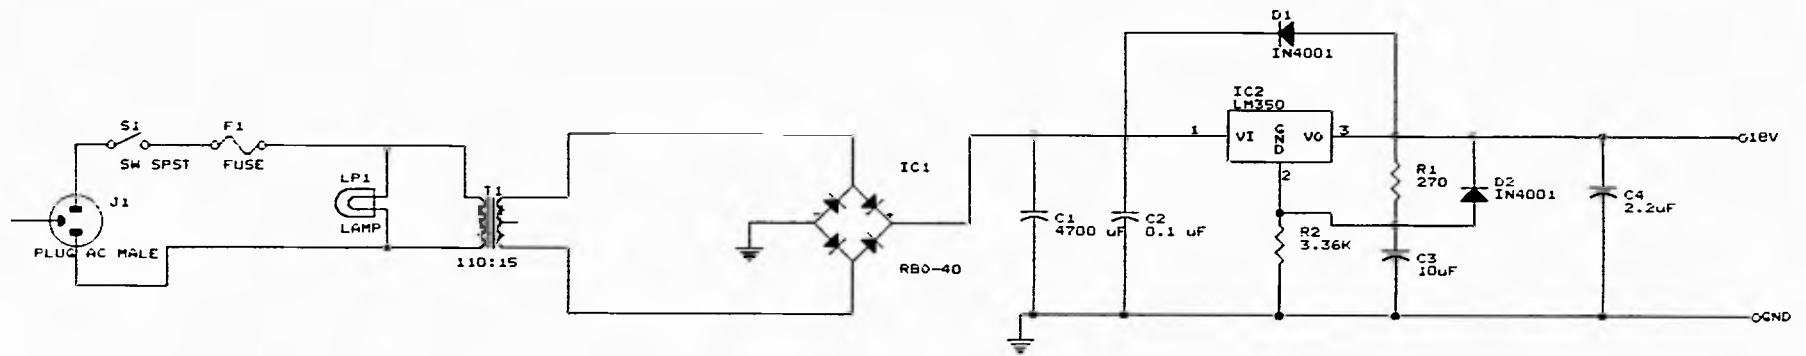 D1
IN4001
IC2
LM350
1
VI
GND
VO
3
18V
S1
SW SPST
F1
FUSE
J1
PLUG AC MALE
LP1
LAMP
T1
110:15
IC1
RBO-40
-
+
2
C1
4700 uF
C2
0.1 uF
R1
270
D2
IN4001
R2
3.36K
C3
10uF
C4
2.2uF
GND